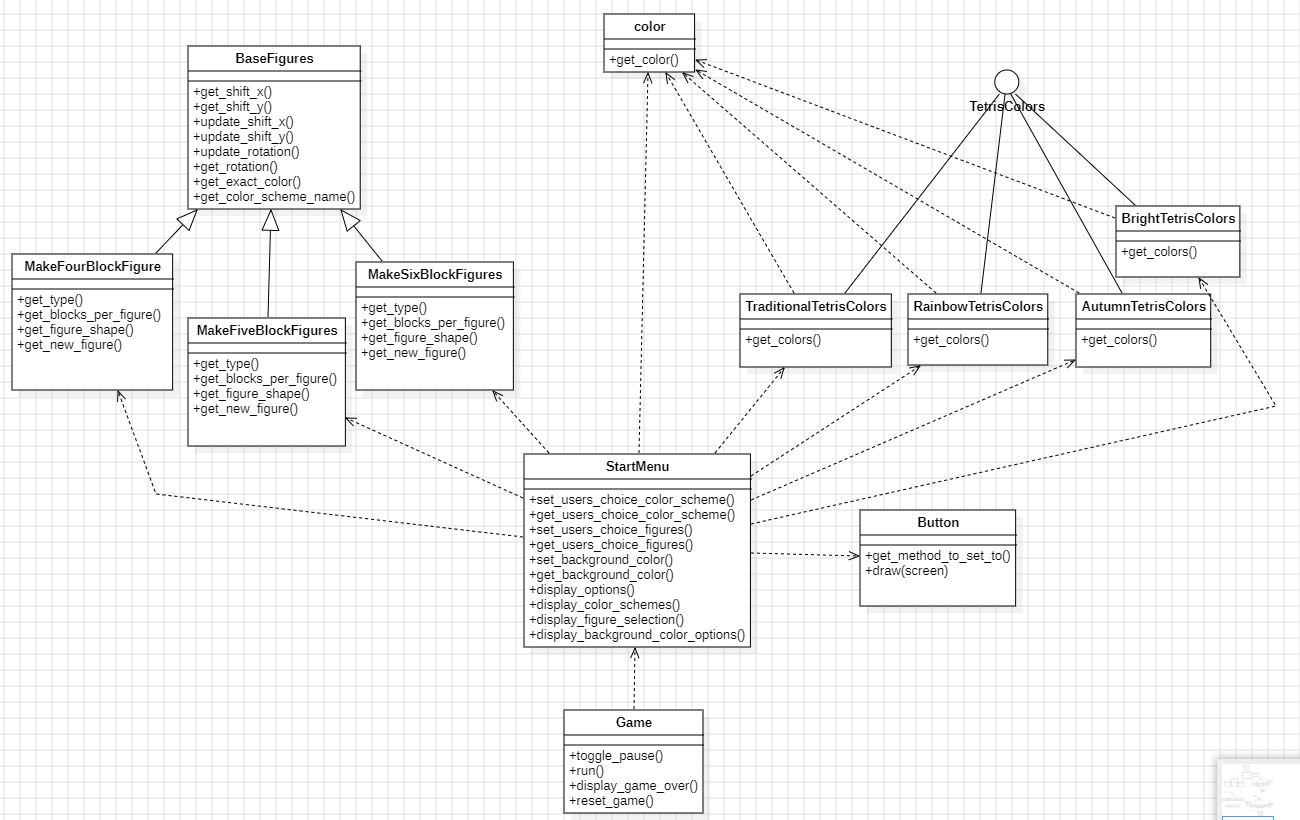 color
+get_color()
BaseFigures
+get_shift_x()
+get_shift_y()
+update_shift_x()
+update_shift_y()
+update_rotation()
+get_rotation()
+get_exact_color()
+get_color_scheme_name()
TetrisColors
BrightTetrisColors
+get_colors()
MakeFourBlockFigure
+get_type()
+get_blocks_per_figure()
+get_figure_shape()
+get_new_figure()
MakeFiveBlockFigures
+get_type()
+get_blocks_per_figure()
+get_figure_shape()
+get_new_figure()
MakeSixBlockFigures
+get_type()
+get_blocks_per_figure()
+get_figure_shape()
+get_new_figure()
TraditionalTetrisColors
+get_colors()
RainbowTetrisColors
+get_colors()
AutumnTetrisColors
+get_colors()
StartMenu
+set_users_choice_color_scheme()
+get_users_choice_color_scheme()
+set_users_choice_figures()
+get_users_choice_figures()
+set_background_color()
+get_background_color()
+display_options()
+display_color_schemes()
+display_figure_selection()
+display_background_color_options()
Button
+get_method_to_set_to()
+draw(screen)
Game
+toggle_pause()
+run()
+display_game_over()
+reset_game()